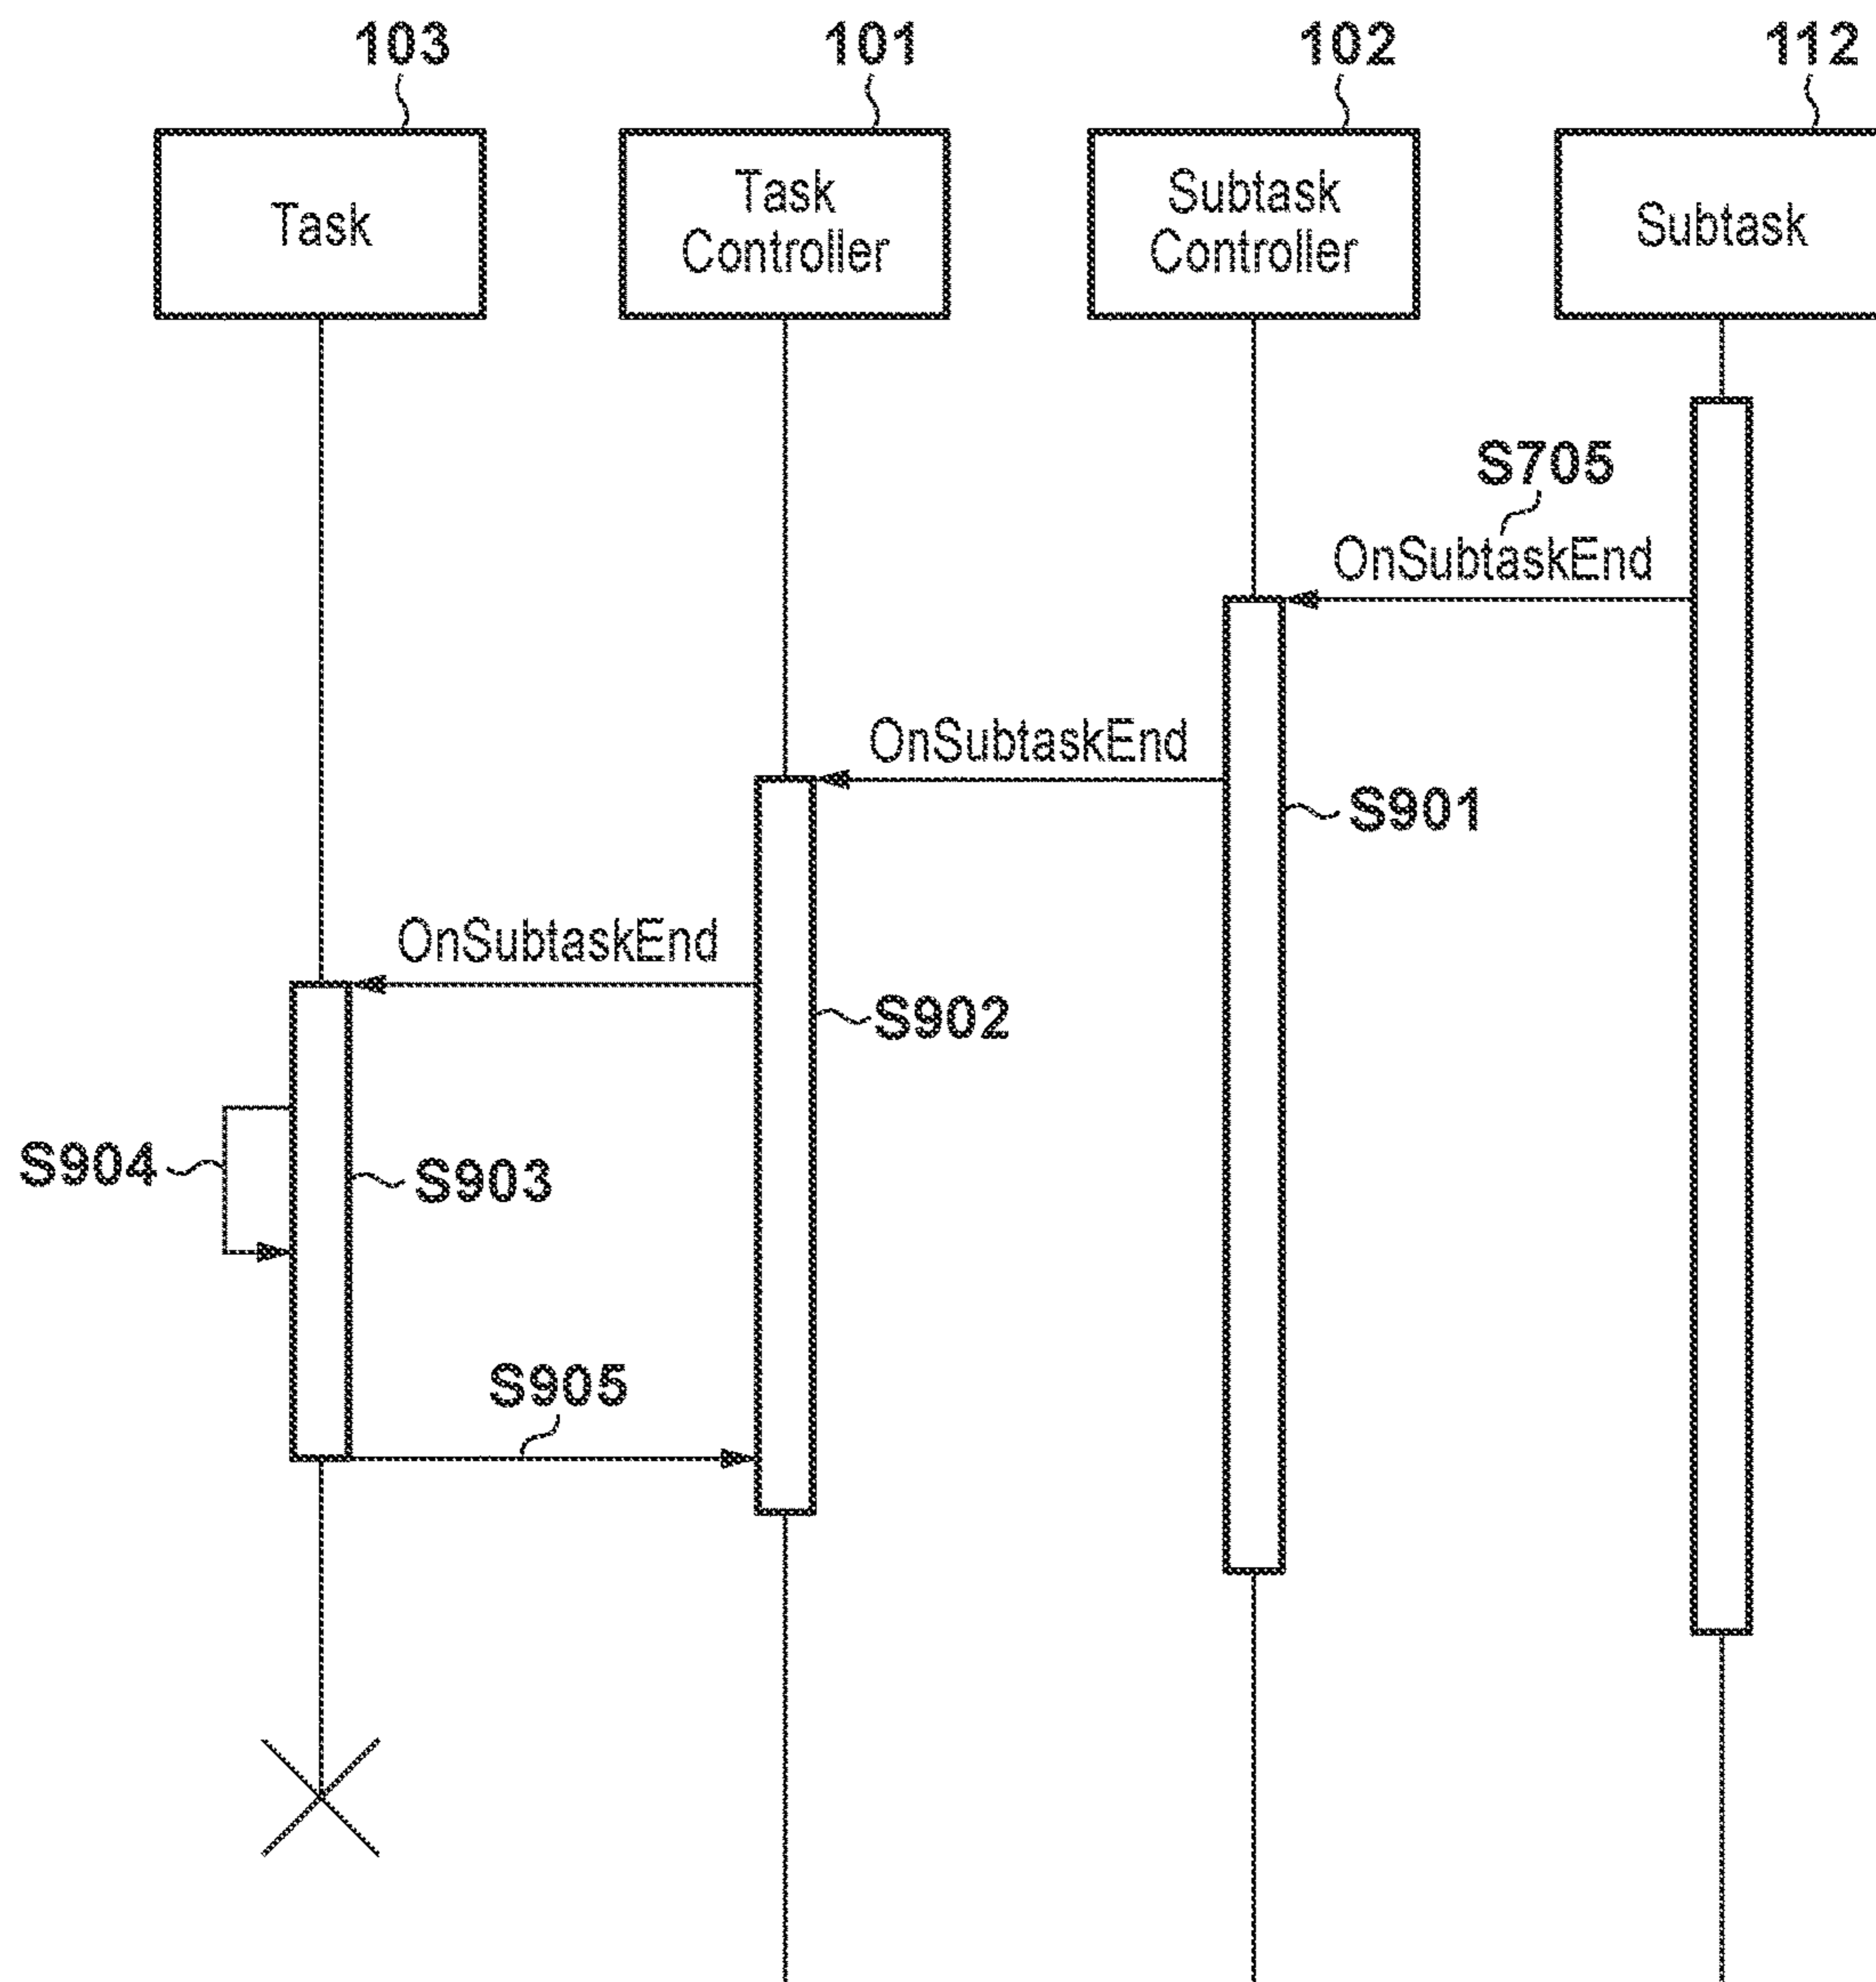 103
101
102
112
Task
Task
Controller
Subtask
Controller
Subtask
S705
OnSubtaskEnd
OnSubtaskEnd
S901
OnSubtaskEnd
S902
S904
S903
S905